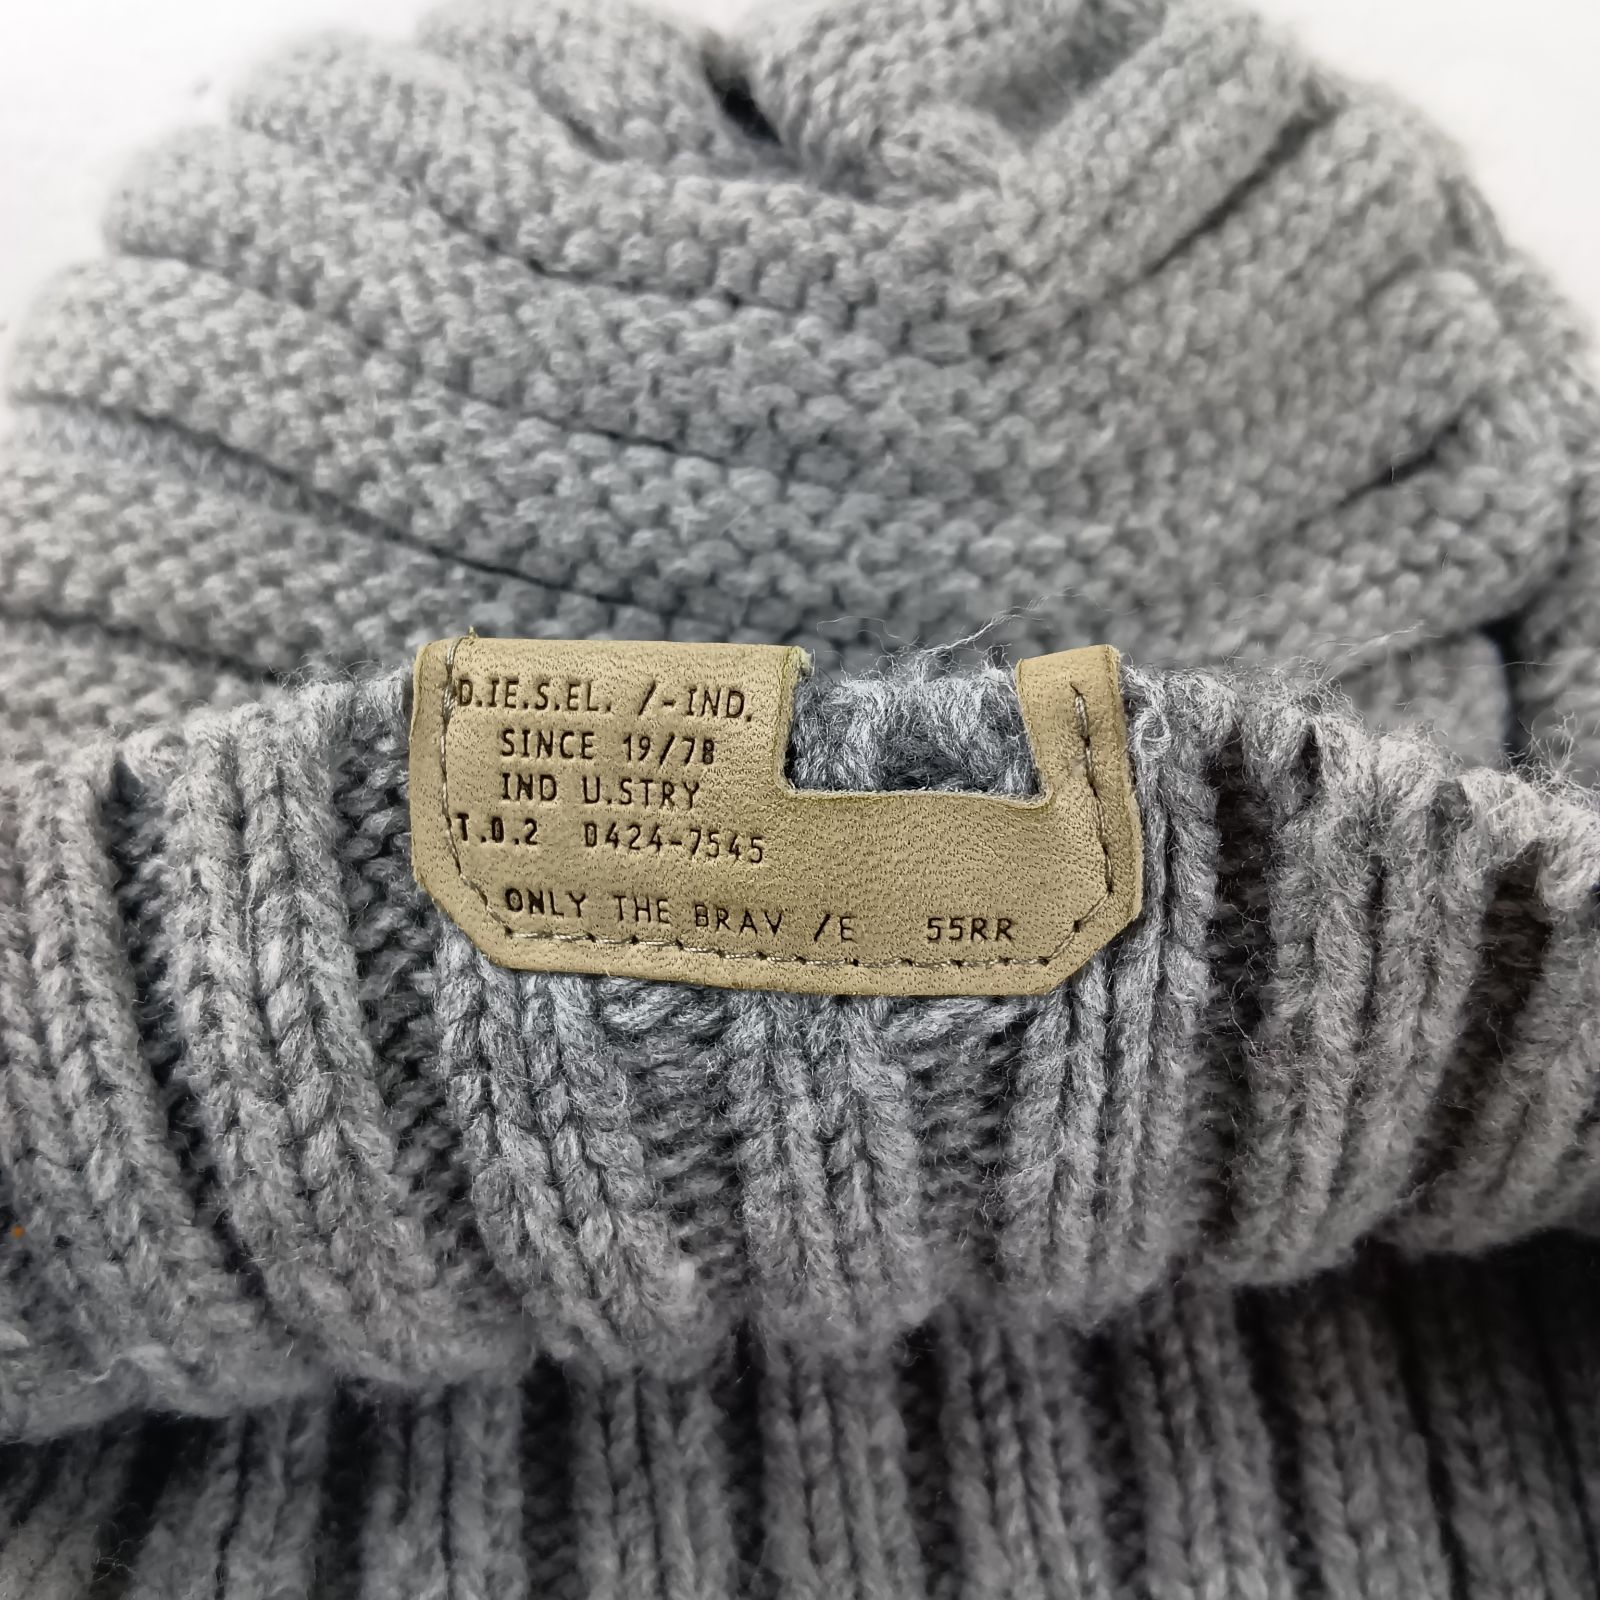 D.IE.S.EL. /-IND.
SINCE 19/78
IND U.STRY
T.0.2 0424-7545
ONLY THE BRAV /E 55RR